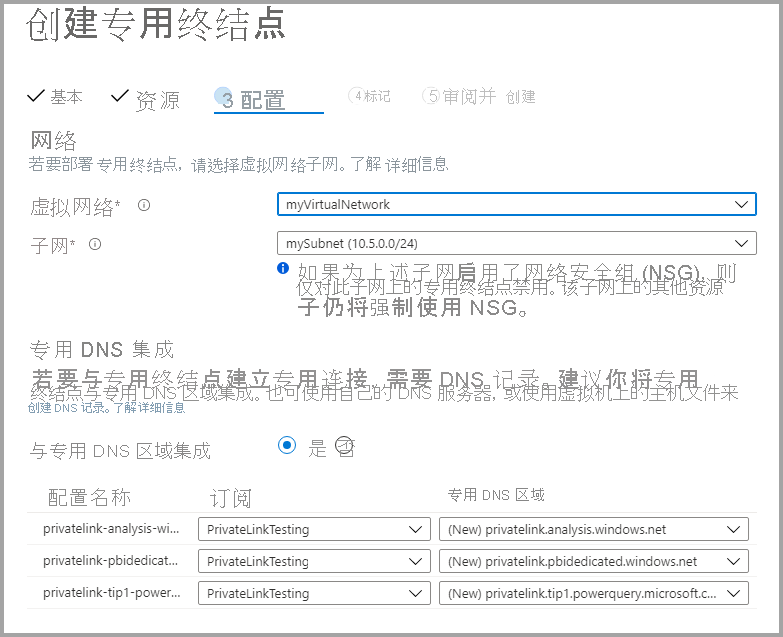 创建专用终结点
基本 资源 3 配置 4 标记 5 审阅并 创建
网络
若要部署 专用终结点, 请选择虚拟网络子网。了解 详细信息
虚拟网络* myVirtualNetwork
子网* mySubnet (10.5.0.0/24)
如果为上述子网启用了网络安全组 (NSG), 则
仅对此子网上的专用终结点禁用。该子网上的其他资源
子仍将强制使用 NSG。
专用 DNS 集成
若要与专用终结点建立专用连接, 需要 DNS 记录。建议你将专用
终结点与专用 DNS 区域集成。也可使用自己的 DNS 服务器, 或使用虚拟机上的主机文件来
创建 DNS 记录。了解详细信息
与专用 DNS 区域集成 是 否
配置名称 订阅 专用 DNS 区域
privatelink-analysis-wi... PrivateLinkTesting (New) privatelink.analysis.windows.net
privatelink-pbidedicat... PrivateLinkTesting (New) privatelink.pbidedicated.windows.net
privatelink-tip1-power... PrivateLinkTesting (New) privatelink.tip1.powerquery.microsoft.c...